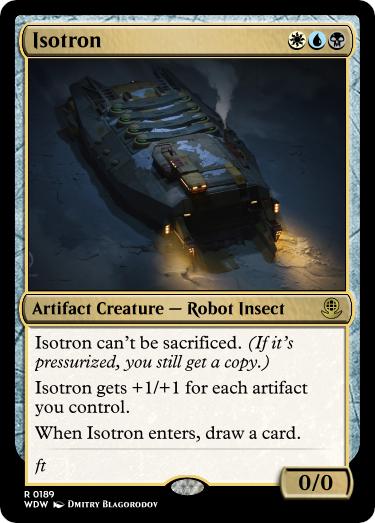 Isotron
Artifact Creature — Robot Insect
Isotron can't be sacrificed. (If it's
pressurized, you still get a copy.)
Isotron gets +1/+1 for each artifact
you control.
When Isotron enters, draw a card.
ft
0/0
R 0189
WDW Dmitry Blagorodov